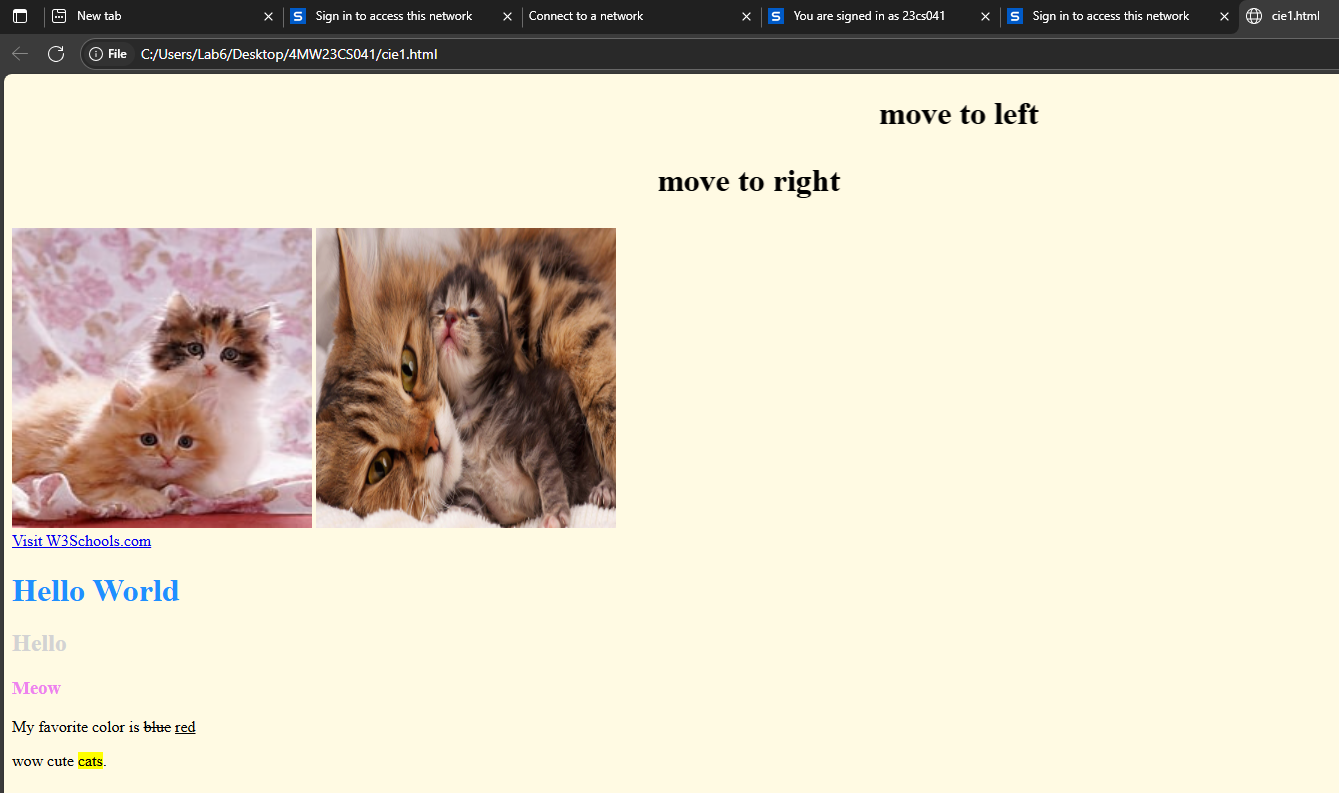 New tab
Sign in to access this network
Connect to a network
You are signed in as 23cs041
Sign in to access this network
cie1.html
File C:/Users/Lab6/Desktop/4MW23CS041/cie1.html
move to left
move to right
Visit W3Schools.com
Hello World
Hello
Meow
My favorite color is blue red
wow cute cats.